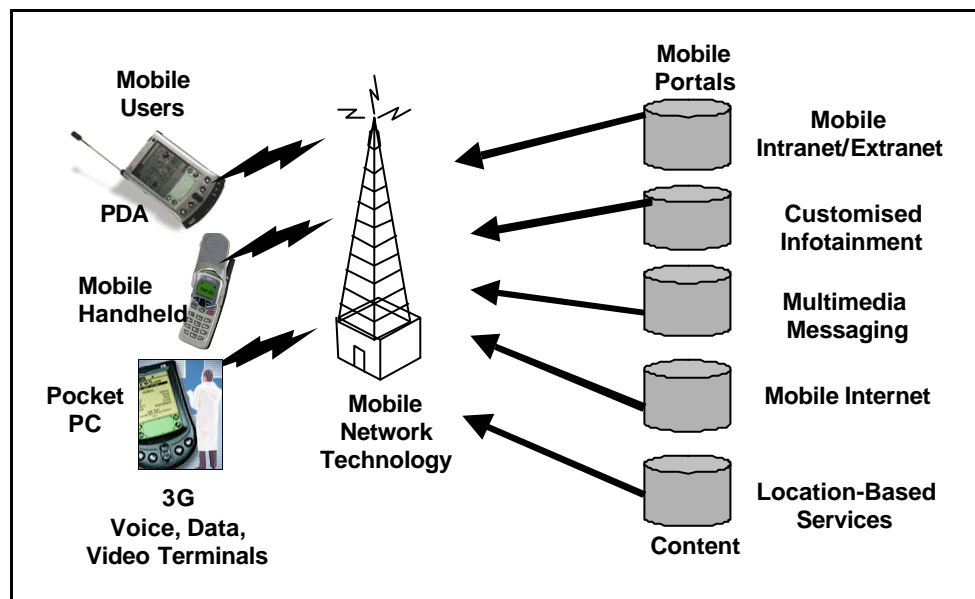 Mobile
Users
PDA
Mobile
Handheld
Pocket
PC
3G
Voice, Data,
Video Terminals
Mobile
Network
Technology
Mobile
Portals
Mobile
Intranet/Extranet
Customised
Infotainment
Multimedia
Messaging
Mobile Internet
Location-Based
Services
Content